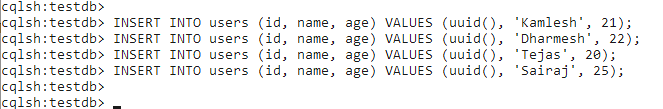 cqlsh:testdb>
cqlsh:testdb> INSERT INTO users (id, name, age) VALUES (uuid(), 'Kamlesh', 21);
cqlsh:testdb> INSERT INTO users (id, name, age) VALUES (uuid(), 'Dharmesh', 22);
cqlsh:testdb> INSERT INTO users (id, name, age) VALUES (uuid(), 'Tejas', 20);
cqlsh:testdb> INSERT INTO users (id, name, age) VALUES (uuid(), 'Sairaj', 25);
cqlsh:testdb>
cqlsh:testdb>